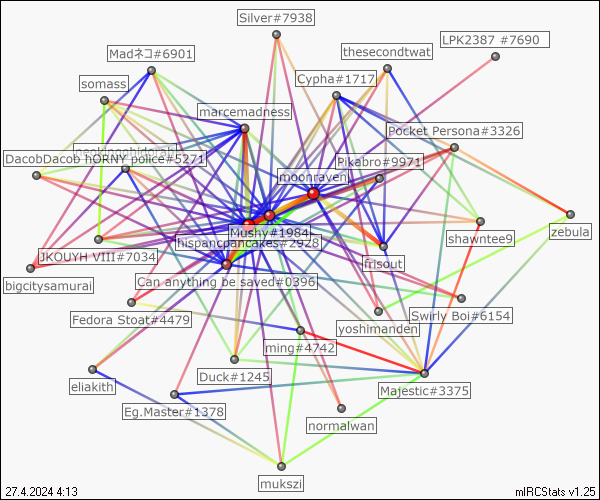 Silver#7938
LPK2387 #7690
Madネコ#6901
thesecondtwat
Cypha#1717
somass
marcemadness
Pocket Persona#3326
DacobDacob hORNY police#5271
Pikabro#9971
moonraven
Mushy#1984
hispancpancakes#2928
shawntee9
zebula
JKOUYH VIII#7034
frisout
bigcitysamurai
Can anything be saved#0396
Fedora Stoat#4479
yoshimanden
Swirly Boi#6154
ming#4742
Duck#1245
eliakith
Majestic#3375
Eg.Master#1378
normalwan
mukszi
27.4.2024 4:13
mIRCStats v1.25